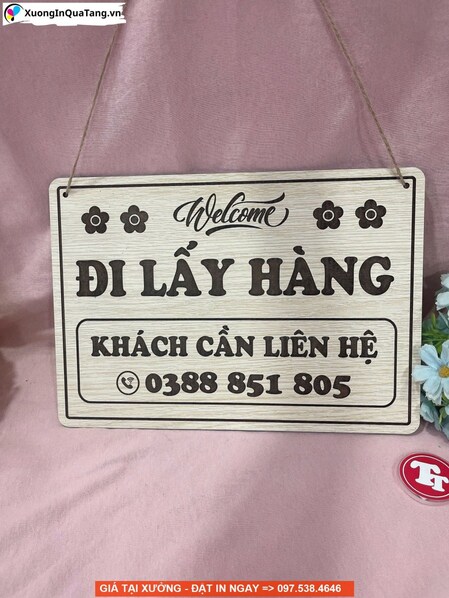 XuongInQuaTang.vn
Welcome
ĐI LẤY HÀNG
KHÁCH CẦN LIÊN HỆ
0388 851 805
TT
GIÁ TẠI XƯỞNG - ĐẶT IN NGAY => 097.538.4646